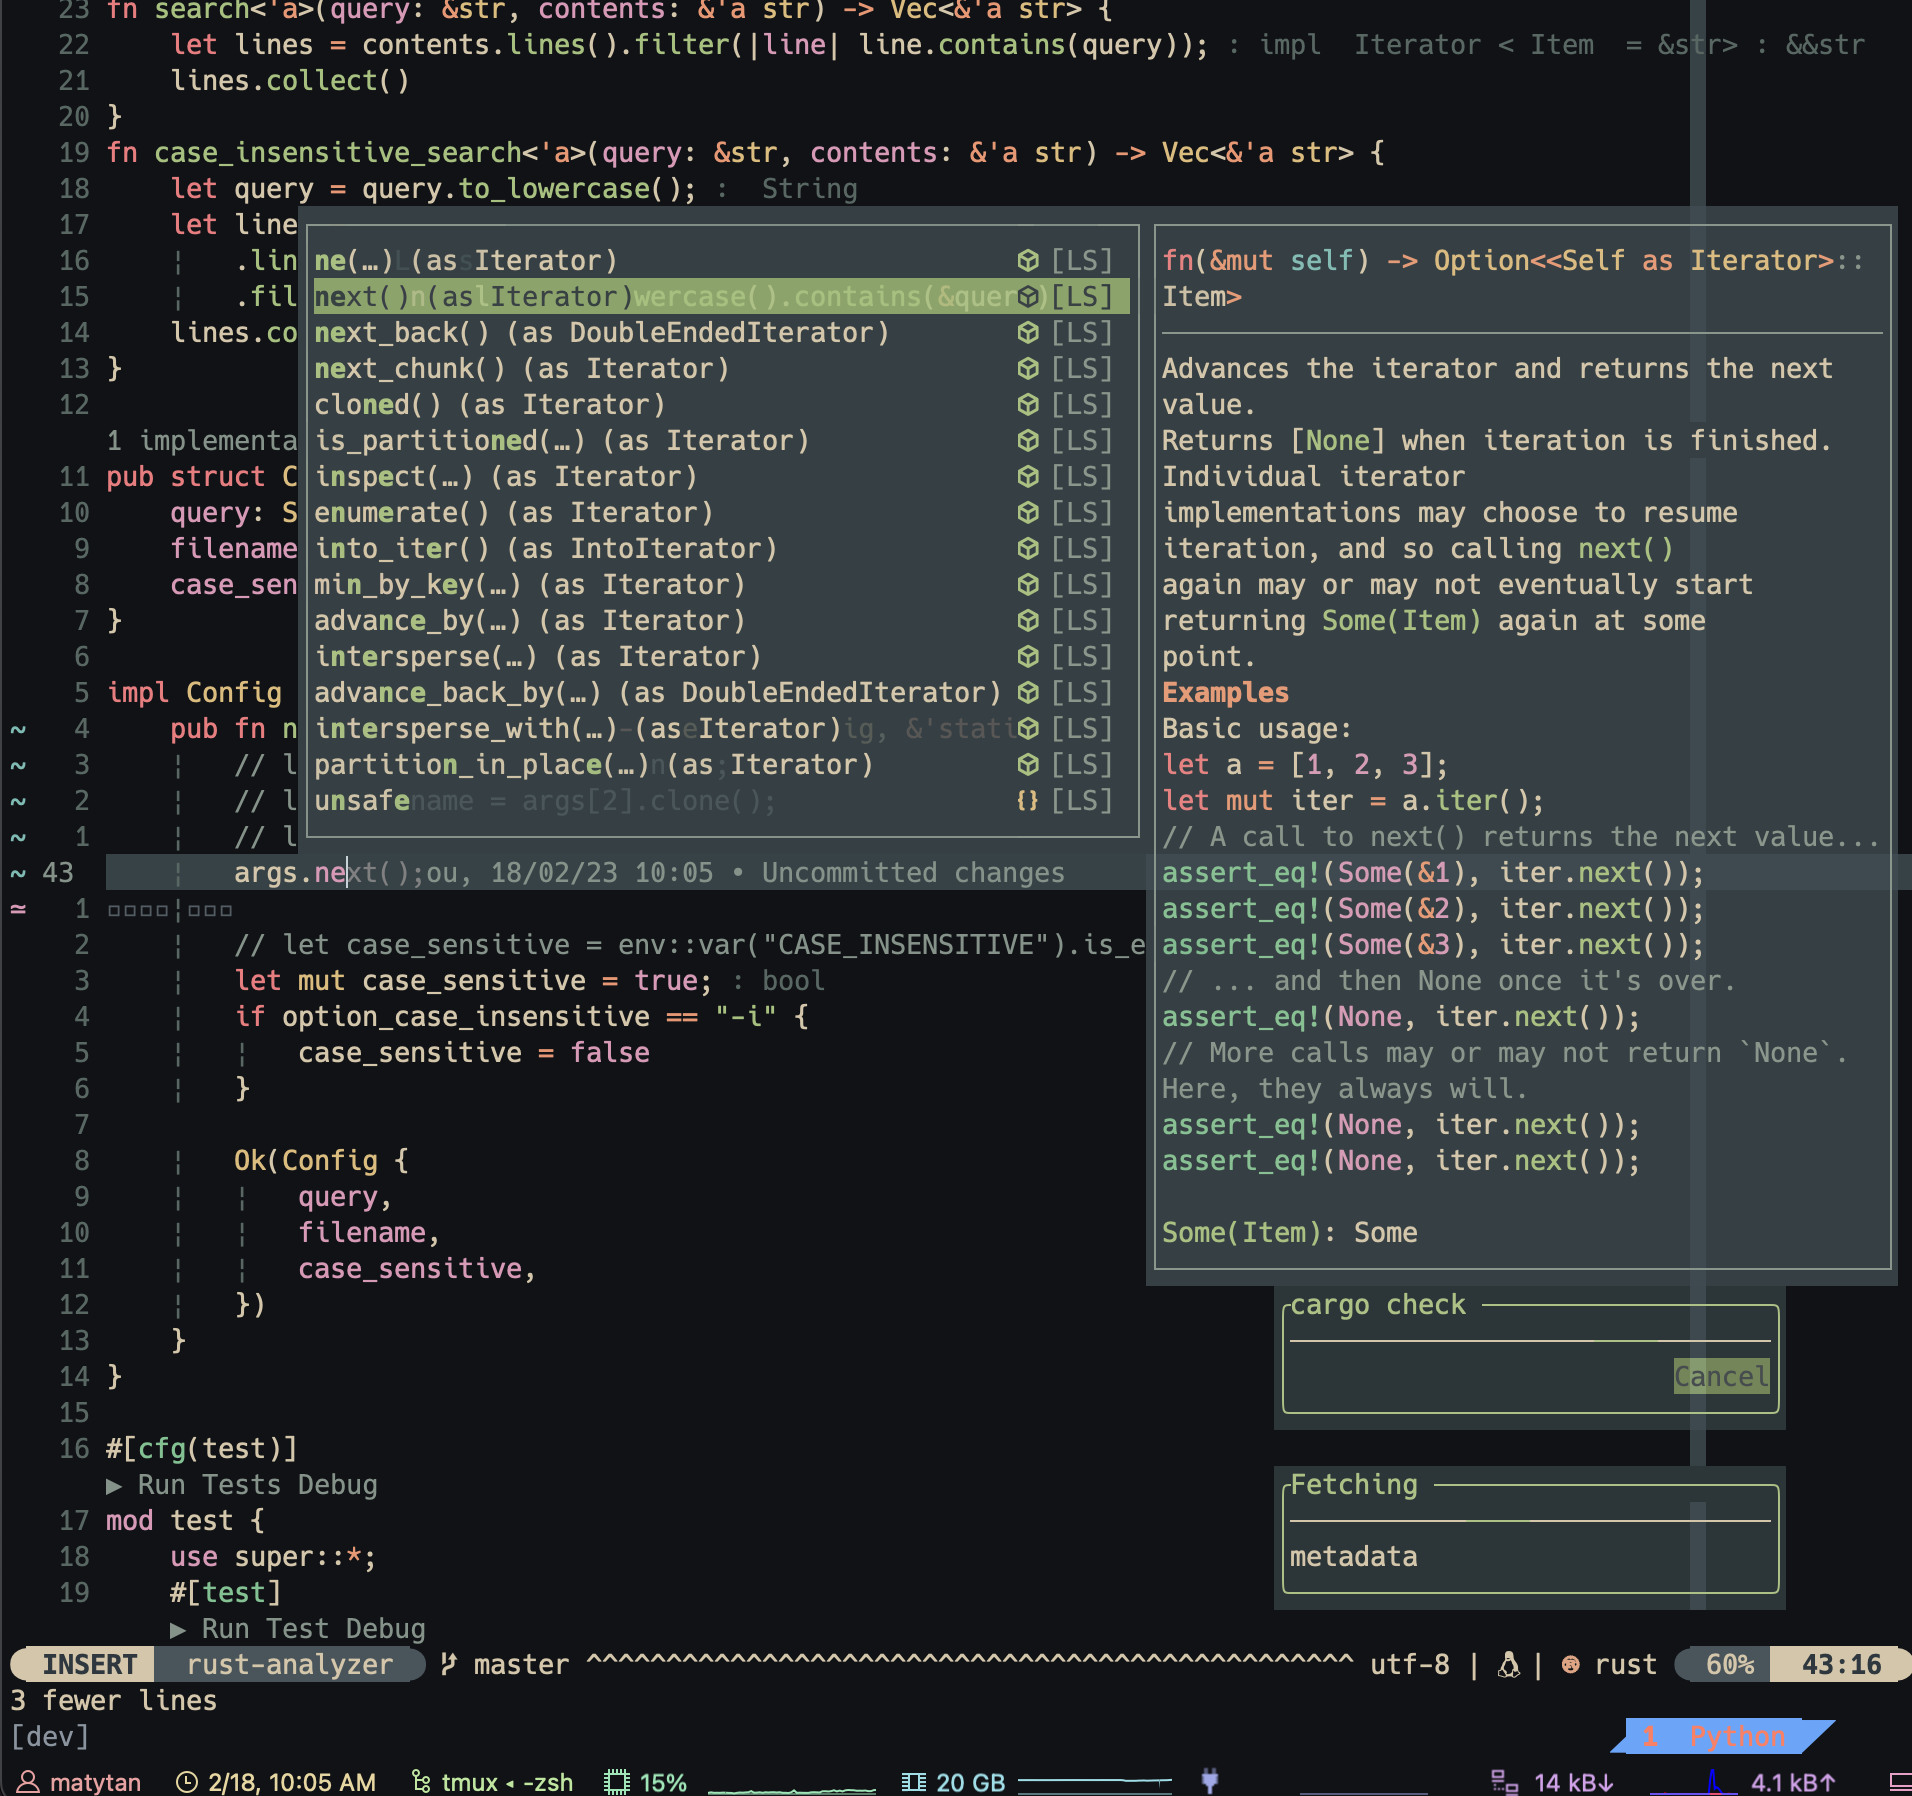 23 fn search<'a>(query: &str, contents: &'a str) -> Vec<&'a str> {
22 let lines = contents.lines().filter(|line| line.contains(query)); : impl Iterator < Item = &str> : &&str
21 lines.collect()
20 }
19 fn case_insensitive_search<'a>(query: &str, contents: &'a str) -> Vec<&'a str> {
18 let query = query.to_lowercase(); : String
17 let line
16 .lin
15 .fil
14 lines.co
13 }
12
1 implementa
11 pub struct C
10 query: S
9 filename
8 case_sen
7 }
6
5 impl Config
~ 4 pub fn n
~ 3 // l
~ 2 // l
~ 1 // l
ne(…) (as Iterator) [LS]
next() (as Iterator)wercase().contains(&quer [LS]
next_back() (as DoubleEndedIterator) [LS]
next_chunk() (as Iterator) [LS]
cloned() (as Iterator) [LS]
is_partitioned(…) (as Iterator) [LS]
inspect(…) (as Iterator) [LS]
enumerate() (as Iterator) [LS]
into_iter() (as IntoIterator) [LS]
min_by_key(…) (as Iterator) [LS]
advance_by(…) (as Iterator) [LS]
intersperse(…) (as Iterator) [LS]
advance_back_by(…) (as DoubleEndedIterator) [LS]
intersperse_with(…) (as Iterator)ig, &'stati [LS]
partition_in_place(…) (as Iterator) [LS]
unsafename = args[2].clone(); {} [LS]
fn(&mut self) -> Option<<Self as Iterator>::
Item>
Advances the iterator and returns the next
value.
Returns [None] when iteration is finished.
Individual iterator
implementations may choose to resume
iteration, and so calling next()
again may or may not eventually start
returning Some(Item) again at some
point.
Examples
Basic usage:
let a = [1, 2, 3];
let mut iter = a.iter();
// A call to next() returns the next value...
assert_eq!(Some(&1), iter.next());
assert_eq!(Some(&2), iter.next());
assert_eq!(Some(&3), iter.next());
// ... and then None once it's over.
assert_eq!(None, iter.next());
// More calls may or may not return `None`.
Here, they always will.
assert_eq!(None, iter.next());
assert_eq!(None, iter.next());
Some(Item): Some
~ 43 args.next();ou, 18/02/23 10:05 • Uncommitted changes
≃ 1
2 // let case_sensitive = env::var("CASE_INSENSITIVE").is_e
3 let mut case_sensitive = true; : bool
4 if option_case_insensitive == "-i" {
5 case_sensitive = false
6 }
7
8 Ok(Config {
9 query,
10 filename,
11 case_sensitive,
12 })
13 }
14 }
15
16 #[cfg(test)]
▶ Run Tests Debug
17 mod test {
18 use super::*;
19 #[test]
▶ Run Test Debug
cargo check
Cancel
Fetching
metadata
INSERT rust-analyzer master ^^^^^^^^^^^^^^^^^^^^^^^^^^^^^^^^^^^^^^^^^^^^^^^^ utf-8 | | rust 60% 43:16
3 fewer lines
[dev]
1 Python
matytan 2/18, 10:05 AM tmux ◂ -zsh 15% 20 GB 14 kB↓ 4.1 kB↑